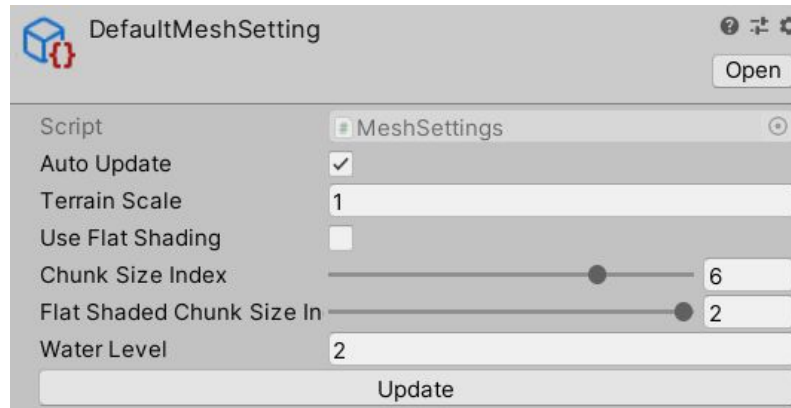 DefaultMeshSetting
Open
Script # MeshSettings
Auto Update
Terrain Scale 1
Use Flat Shading
Chunk Size Index 6
Flat Shaded Chunk Size In 2
Water Level 2
Update